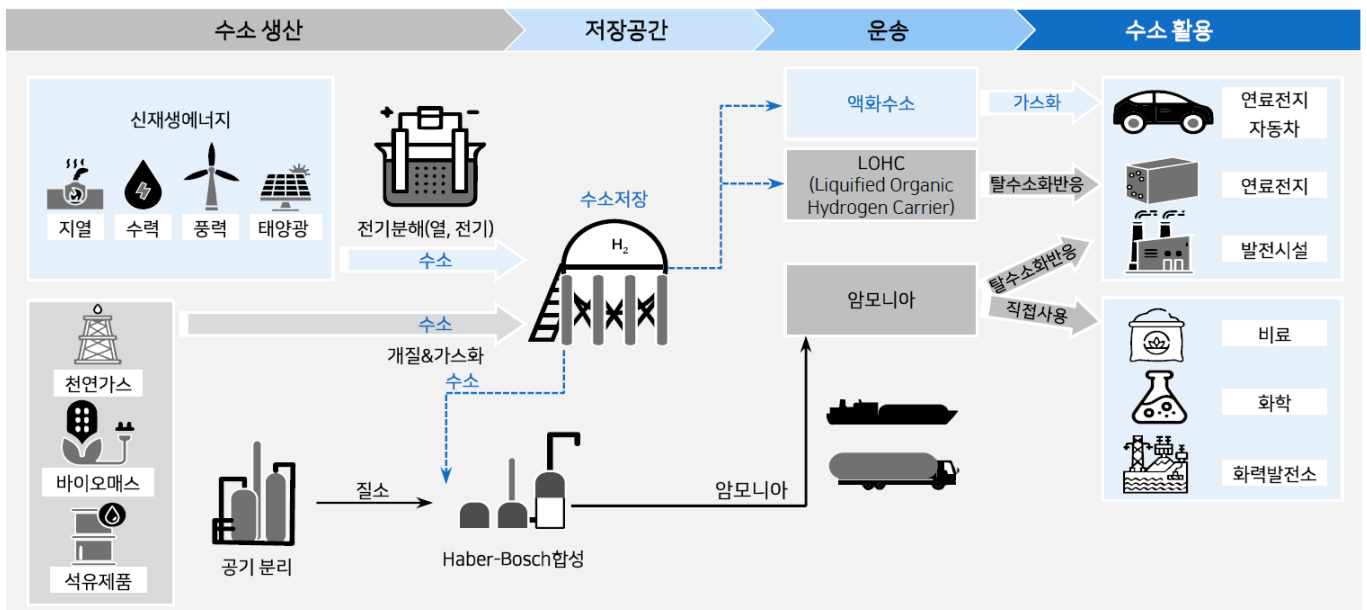 수소 생산
저장공간
운송
수소 활용
신재생에너지
지열
수력
풍력
태양광
+
-
전기분해(열, 전기)
수소
천연가스
바이오매스
석유제품
수소
개질&가스화
수소저장
H₂
수소
공기 분리
질소
Haber-Bosch합성
암모니아
액화수소
LOHC
(Liquified Organic
Hydrogen Carrier)
암모니아
가스화
탈수소화반응
탈수소화반응
직접사용
연료전지
자동차
연료전지
발전시설
비료
화학
화력발전소